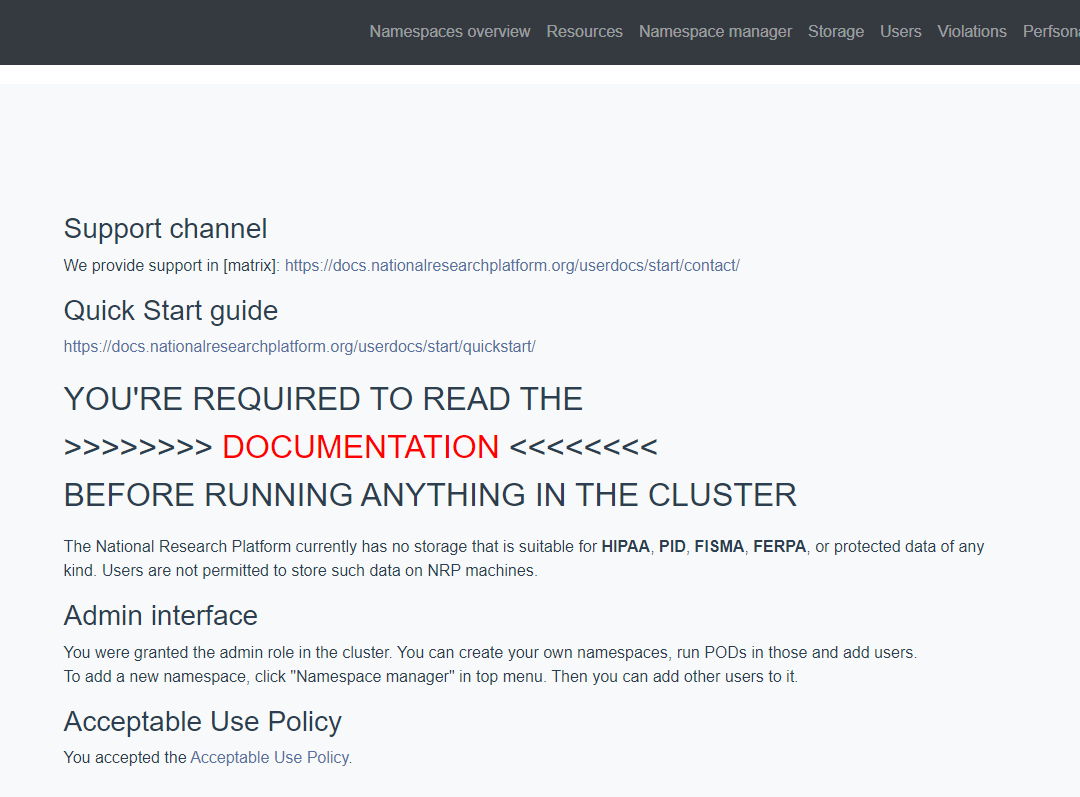 Namespaces overview Resources Namespace manager Storage Users Violations Perfsona
Support channel
We provide support in [matrix]: https://docs.nationalresearchplatform.org/userdocs/start/contact/
Quick Start guide
https://docs.nationalresearchplatform.org/userdocs/start/quickstart/
YOU'RE REQUIRED TO READ THE
>>>>>>>> DOCUMENTATION <<<<<<<<
BEFORE RUNNING ANYTHING IN THE CLUSTER
The National Research Platform currently has no storage that is suitable for HIPAA, PID, FISMA, FERPA, or protected data of any
kind. Users are not permitted to store such data on NRP machines.
Admin interface
You were granted the admin role in the cluster. You can create your own namespaces, run PODs in those and add users.
To add a new namespace, click "Namespace manager" in top menu. Then you can add other users to it.
Acceptable Use Policy
You accepted the Acceptable Use Policy.